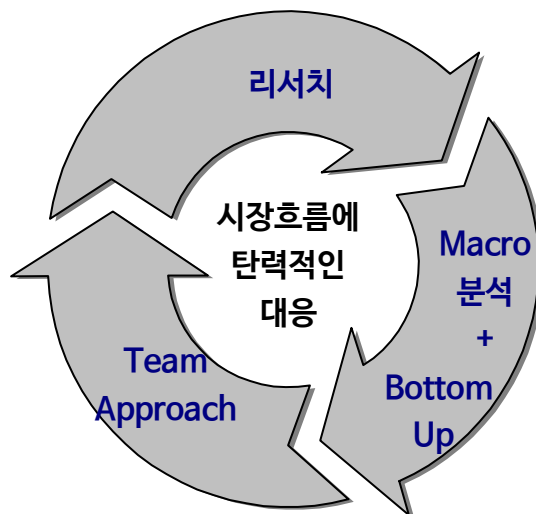 리서치
시장흐름에
탄력적인
대응
Macro
분석
+
Bottom
Up
Team
Approach